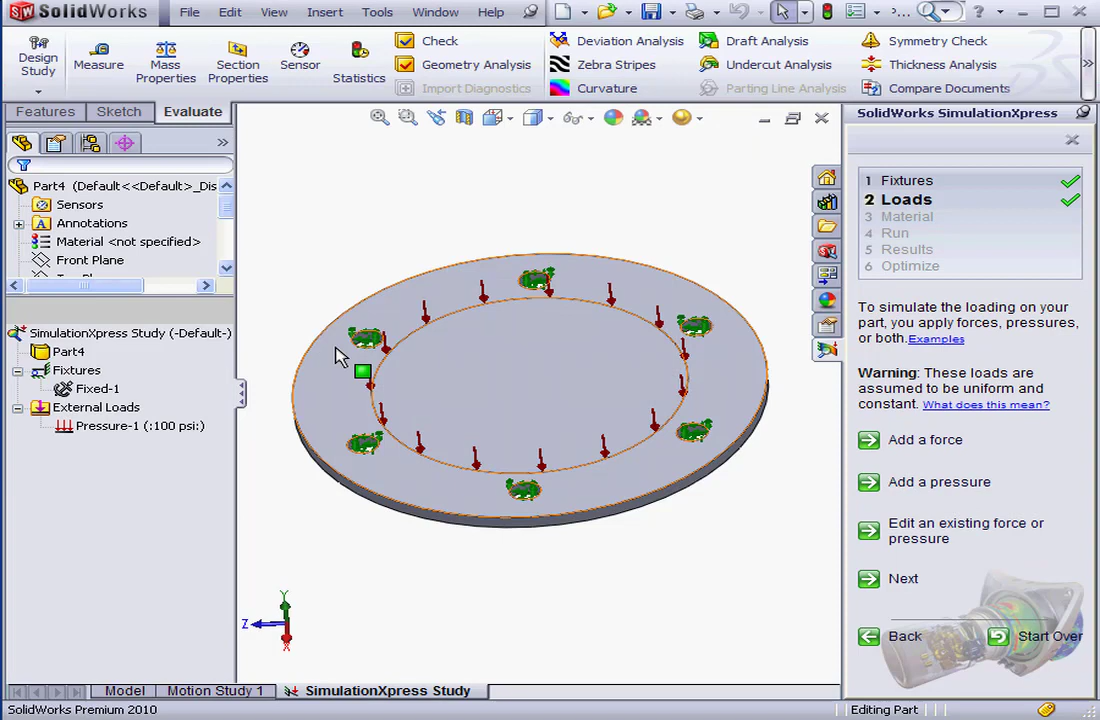 SolidWorks
File Edit View Insert Tools Window Help
Design Study
Measure
Mass Properties
Section Properties
Sensor
Statistics
Check
Geometry Analysis
Import Diagnostics
Deviation Analysis
Zebra Stripes
Curvature
Draft Analysis
Undercut Analysis
Parting Line Analysis
Symmetry Check
Thickness Analysis
Compare Documents
Features Sketch Evaluate
Part4 (Default<<Default>_Dis
Sensors
Annotations
Material <not specified>
Front Plane
SimulationXpress Study (-Default-)
Part4
Fixtures
Fixed-1
External Loads
Pressure-1 (:100 psi:)
Y
Z
X
SolidWorks SimulationXpress
1 Fixtures
2 Loads
3 Material
4 Run
5 Results
6 Optimize
To simulate the loading on your
part, you apply forces, pressures,
or both. Examples
Warning: These loads are
assumed to be uniform and
constant. What does this mean?
Add a force
Add a pressure
Edit an existing force or
pressure
Next
Back Start Over
Model Motion Study 1 SimulationXpress Study
SolidWorks Premium 2010 Editing Part